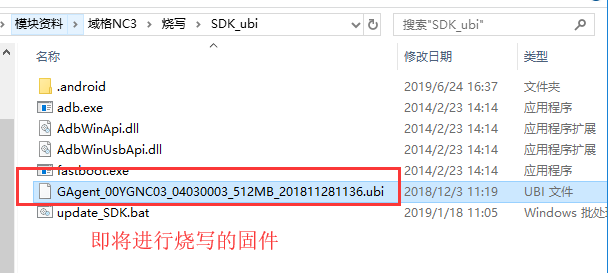 模块资料 > 域格NC3 > 烧写 > SDK_ubi 搜索"SDK_ubi"
名称 修改日期 类型
.android 2019/6/24 16:37 文件夹
adb.exe 2014/2/23 14:14 应用程序
AdbWinApi.dll 2014/2/23 14:14 应用程序扩展
AdbWinUsbApi.dll 2014/2/23 14:14 应用程序扩展
fastboot.exe 2014/2/23 14:14 应用程序
GAgent_00YGNC03_04030003_512MB_201811281136.ubi 2018/12/3 11:19 UBI 文件
update_SDK.bat 2019/1/18 11:05 Windows 批处
即将进行烧写的固件